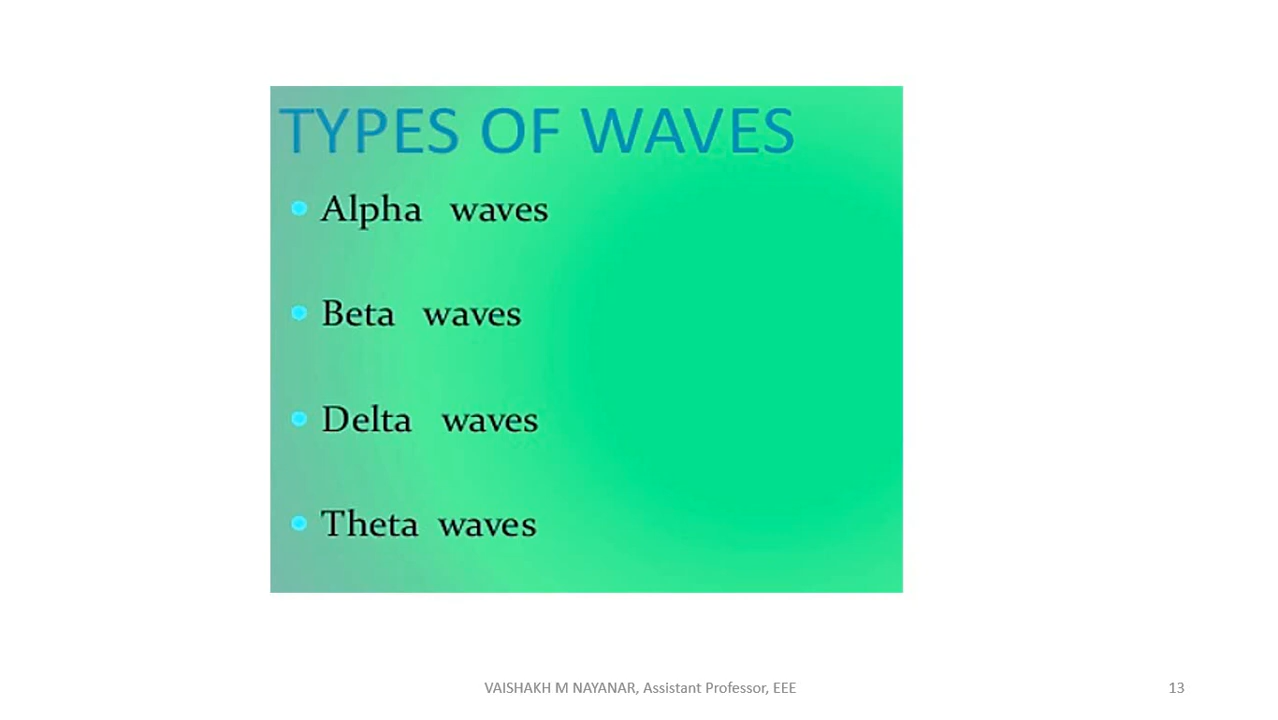 TYPES OF WAVES
Alpha waves
Beta waves
Delta waves
Theta waves
VAISHAKH M NAYANAR, Assistant Professor, EEE
13